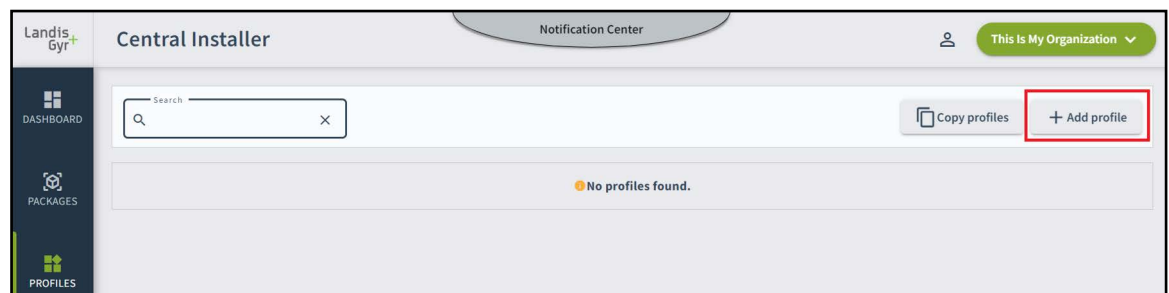 Landis
Gyr+
Central Installer
Notification Center
This Is My Organization
DASHBOARD
Search
Copy profiles
+ Add profile
PACKAGES
No profiles found.
PROFILES